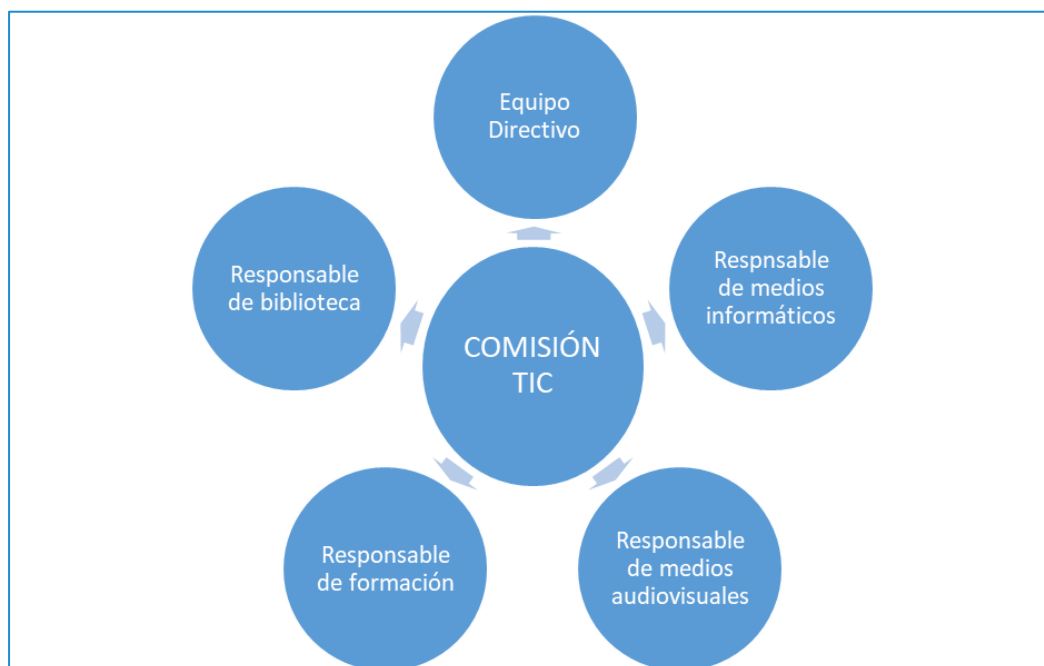 Equipo
Directivo
Responsable
de biblioteca
Respnsable
de medios
informáticos
COMISIÓN
TIC
Responsable
de formación
Responsable
de medios
audiovisuales